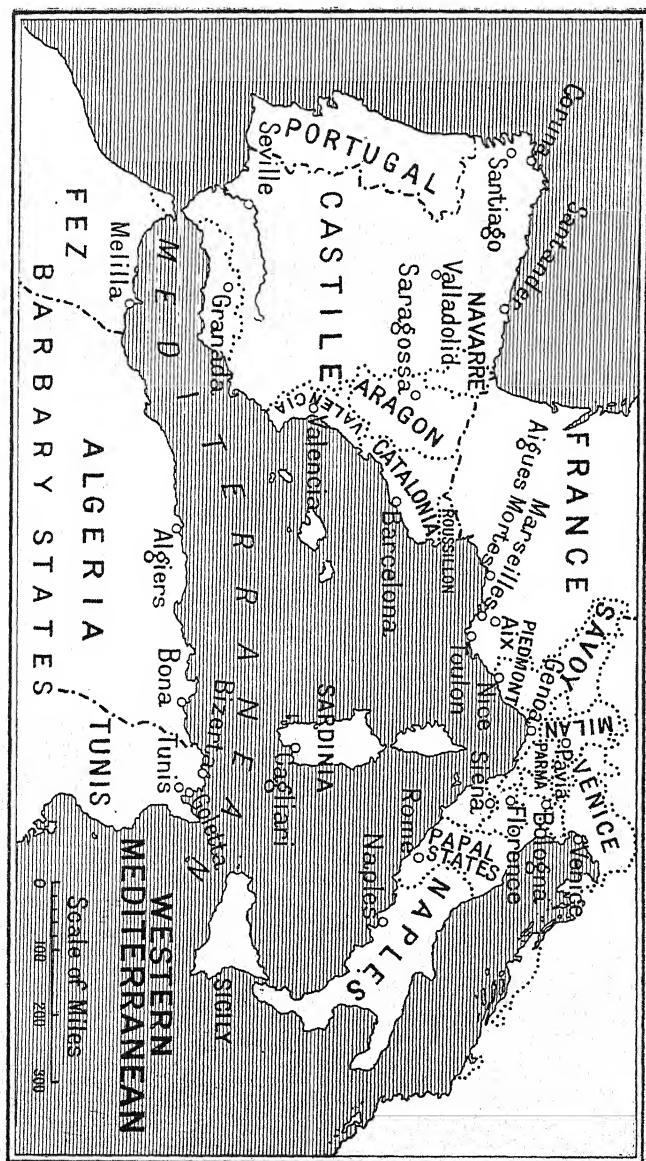 Coruna
Santander
Santiago
NAVARRE
Valladolid
Saragossa
PORTUGAL
CASTILE
ARAGON
CATALONIA
VALENCIA
Valencia
Barcelona
ROUSSILLON
Seville
Granada
FRANCE
Aigues Mortes
Marseilles
Aix
Toulon
Nice
PIEDMONT
SAVOY
Genoa
MILAN
Pavia
PARMA
VENICE
Venice
Bologna
Florence
Siena
PAPAL
STATES
Rome
NAPLES
Naples
SARDINIA
Cagliari
SICILY
MEDITERRANEAN
FEZ
Melilla
BARBARY STATES
ALGERIA
Algiers
Bona
Bizerta
Tunis
Goletta
TUNIS
WESTERN
MEDITERRANEAN
Scale of Miles
0 100 200 300